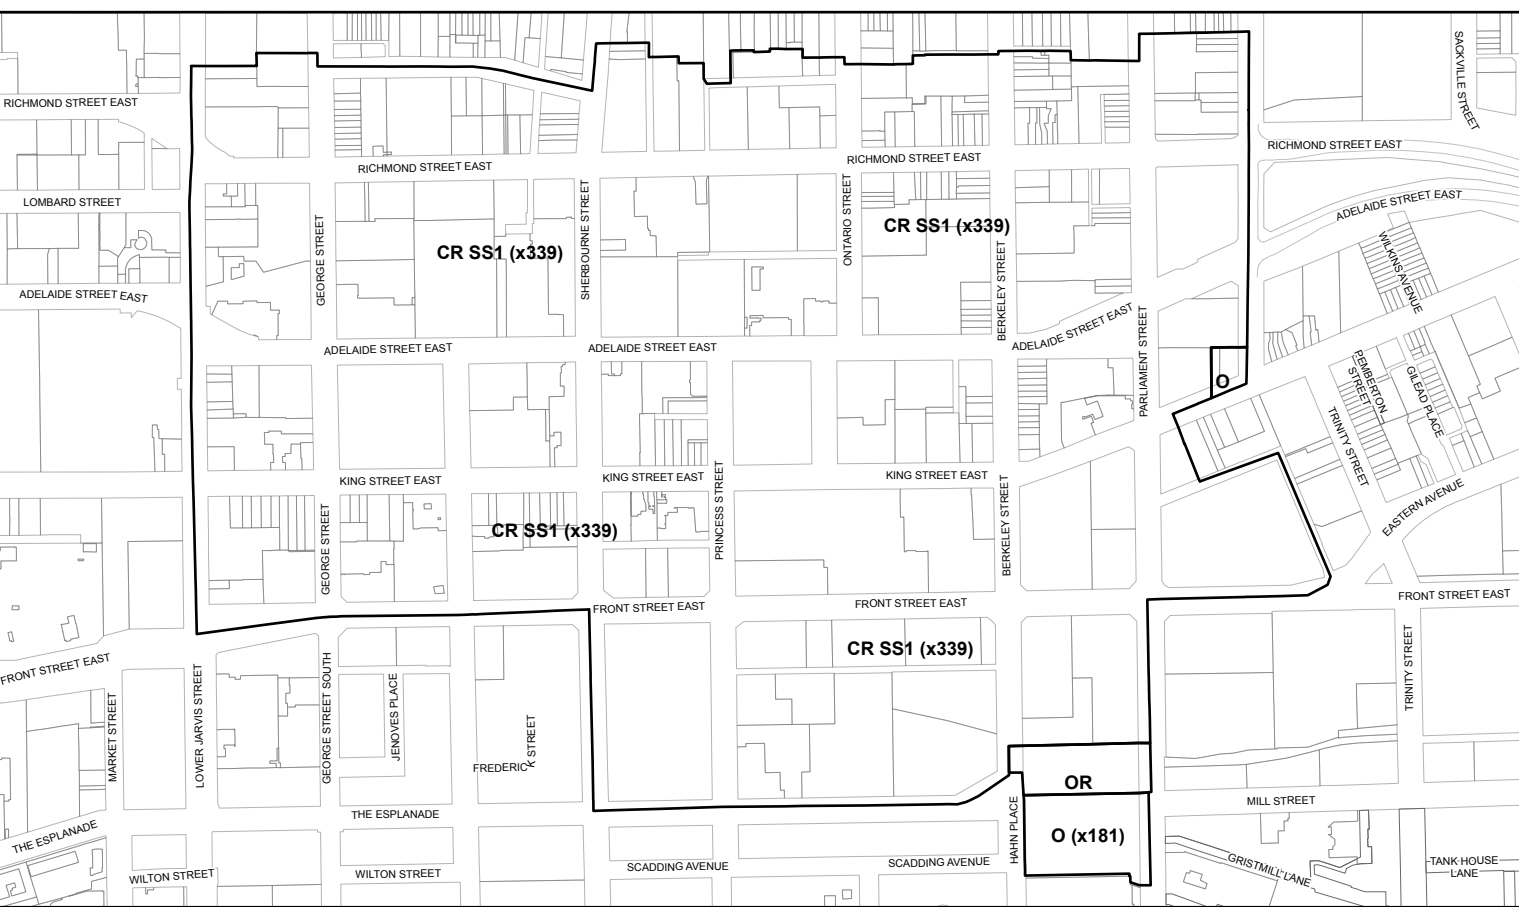 SACKVILLE STREET
RICHMOND STREET EAST
RICHMOND STREET EAST
RICHMOND STREET EAST
RICHMOND STREET EAST
LOMBARD STREET
ADELAIDE STREET EAST
WILKINS AVENUE
GEORGE STREET
SHERBOURNE STREET
ONTARIO STREET
BERKELEY STREET
CR SS1 (x339)
CR SS1 (x339)
ADELAIDE STREET EAST
ADELAIDE STREET EAST
ADELAIDE STREET EAST
ADELAIDE STREET EAST
PARLIAMENT STREET
O
PEMBERTON
STREET
GILEAD PLACE
TRINITY STREET
KING STREET EAST
KING STREET EAST
KING STREET EAST
PRINCESS STREET
EASTERN AVENUE
GEORGE STREET
CR SS1 (x339)
BERKELEY STREET
FRONT STREET EAST
FRONT STREET EAST
FRONT STREET EAST
FRONT STREET EAST
CR SS1 (x339)
MARKET STREET
LOWER JARVIS STREET
GEORGE STREET SOUTH
JENOVES PLACE
FREDERICK STREET
TRINITY STREET
OR
THE ESPLANADE
THE ESPLANADE
MILL STREET
HAHN PLACE
O (x181)
WILTON STREET
WILTON STREET
SCADDING AVENUE
SCADDING AVENUE
GRISTMILL LANE
TANK HOUSE
LANE